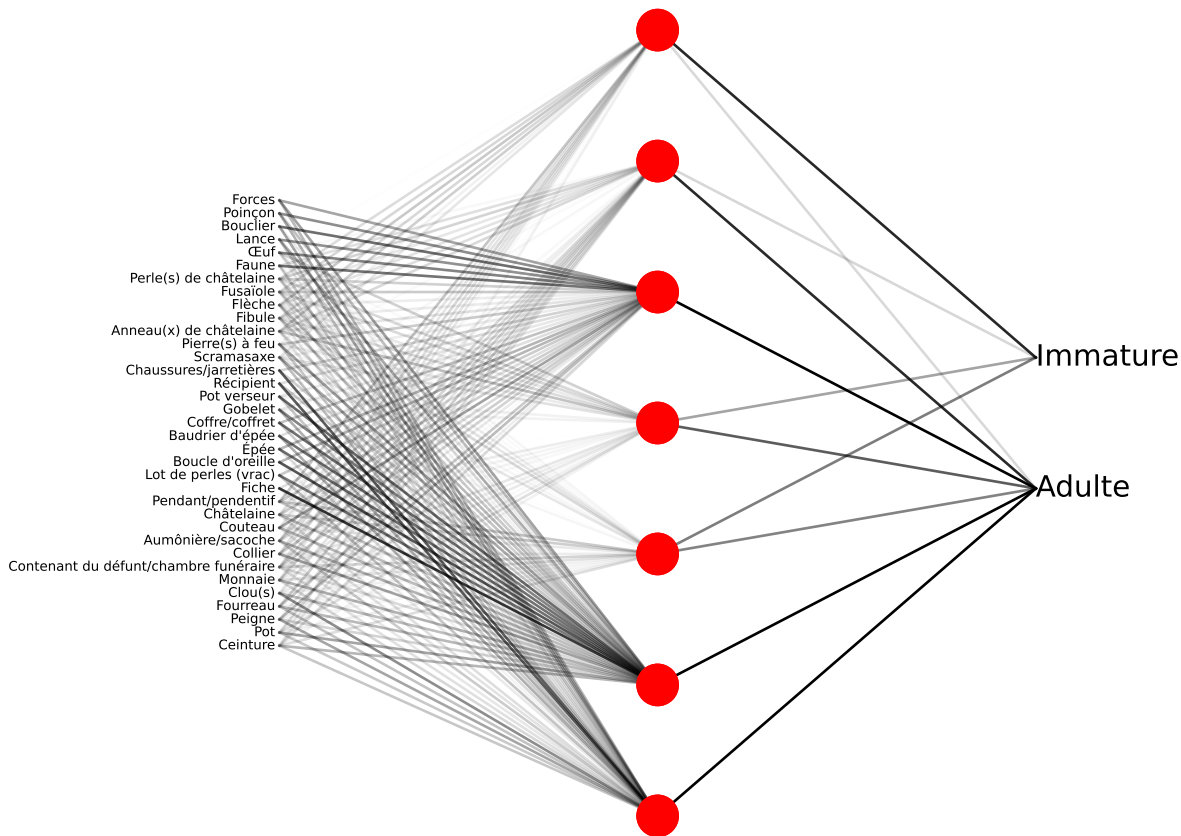 Forces
Poinçon
Bouclier
Lance
Œuf
Faune
Perle(s) de châtelaine
Fusaïole
Flèche
Fibule
Anneau(x) de châtelaine
Pierre(s) à feu
Scramasaxe
Chaussures/jarretières
Récipient
Pot verseur
Gobelet
Coffre/coffret
Baudrier d'épée
Épée
Boucle d'oreille
Lot de perles (vrac)
Fiche
Pendant/pendentif
Châtelaine
Couteau
Aumônière/sacoche
Collier
Contenant du défunt/chambre funéraire
Monnaie
Clou(s)
Fourreau
Peigne
Pot
Ceinture
Immature
Adulte